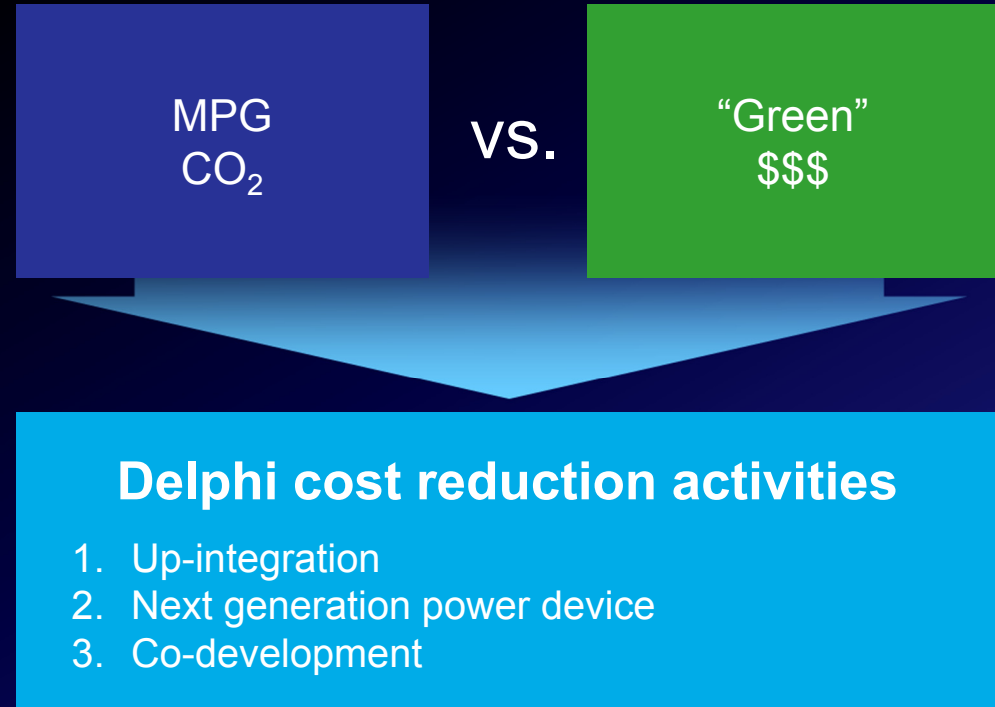 MPG
CO₂
vs.
“Green”
$$$
Delphi cost reduction activities
1. Up-integration
2. Next generation power device
3. Co-development